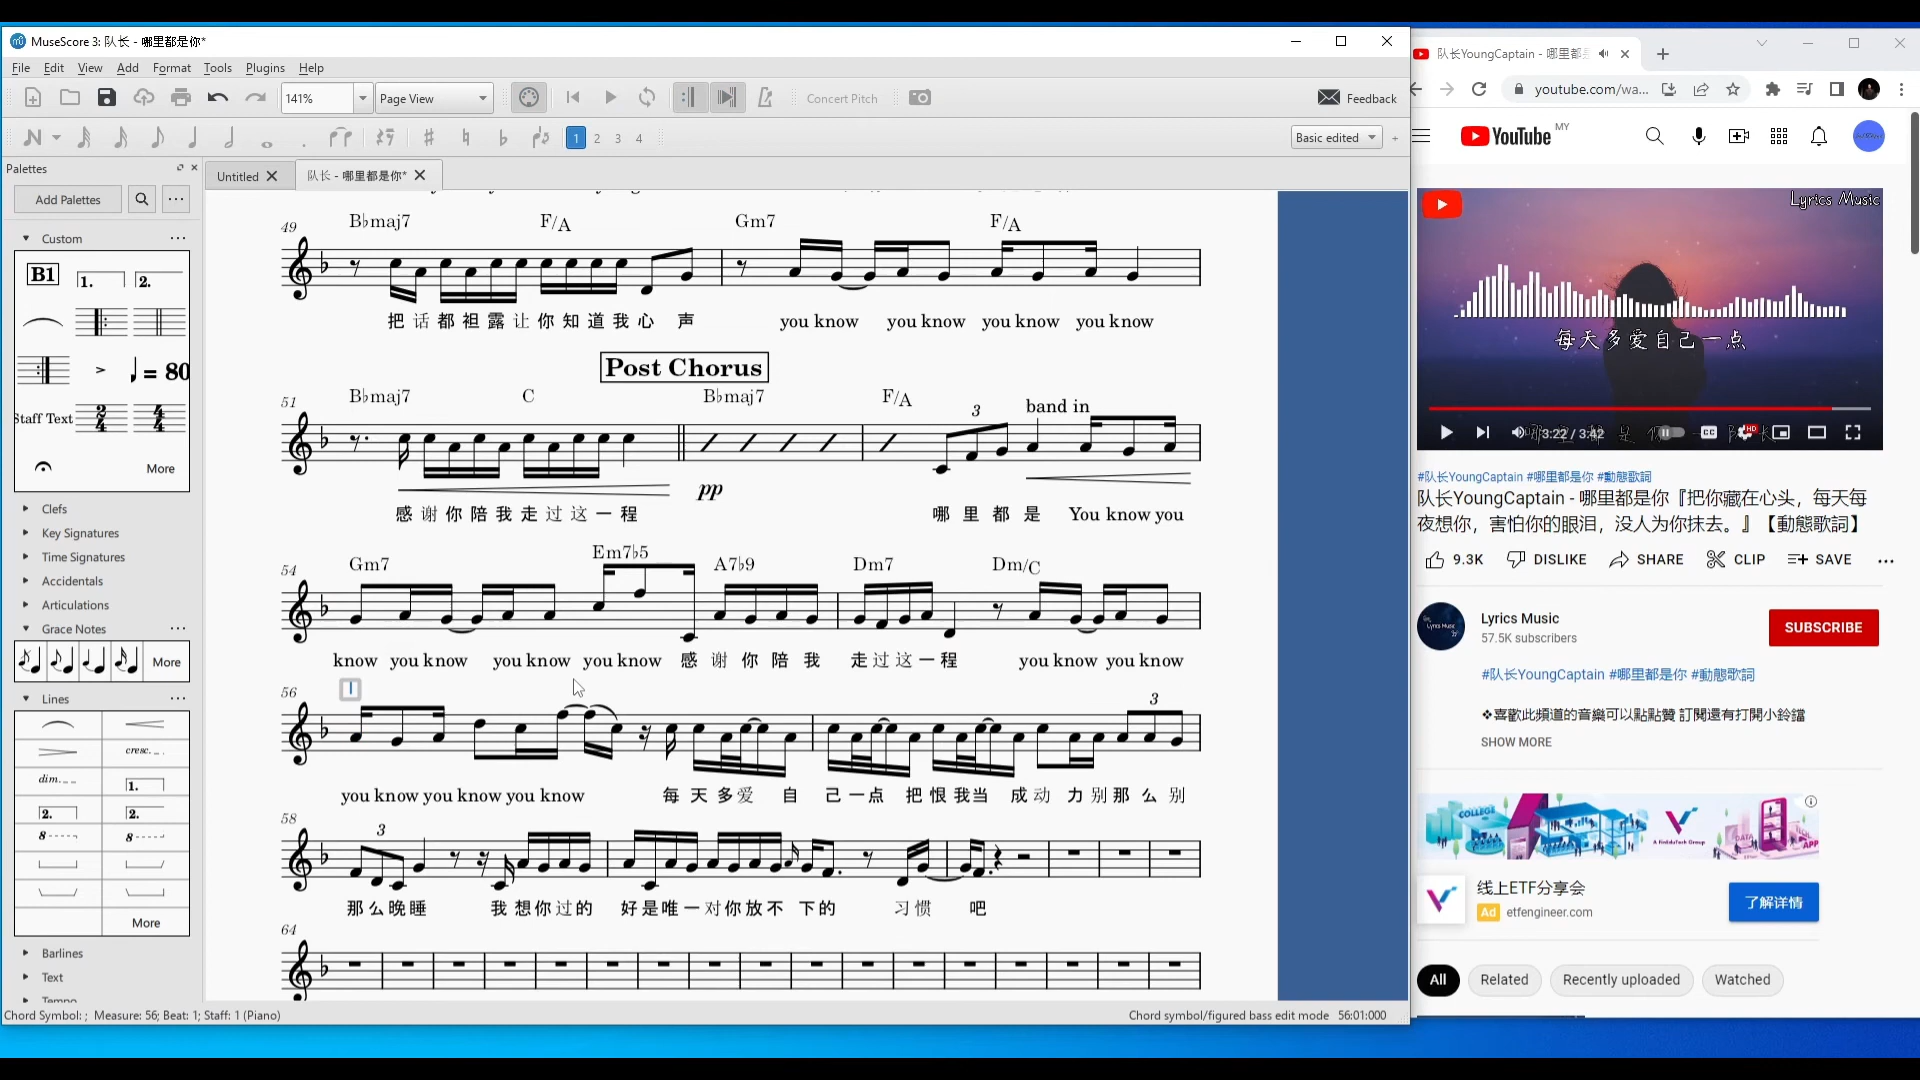 MuseScore 3: 队长 - 哪里都是你*
File Edit View Add Format Tools Plugins Help
141% Page View Concert Pitch Feedback
1 2 3 4 Basic edited
Palettes
Untitled 队长 - 哪里都是你*
Add Palettes
Custom
B1 1. 2.
= 80
Staff Text 2/4 4/4
More
Clefs
Key Signatures
Time Signatures
Accidentals
Articulations
Grace Notes
More
Lines
cresc.
dim. 1.
2. 2.
8 8
More
Barlines
Text
Tempo
49 B♭maj7 F/A Gm7 F/A
把 话 都 袒 露 让 你 知 道 我 心 声 you know you know you know you know
Post Chorus
51 B♭maj7 C B♭maj7 F/A band in
3
pp
感 谢 你 陪 我 走 过 这 一 程 哪 里 都 是 You know you
54 Gm7 Em7♭5 A7♭9 Dm7 Dm/C
know you know you know you know 感 谢 你 陪 我 走 过 这 一 程 you know you know
56 3
you know you know you know 每 天 多 爱 自 己 一 点 把 恨 我 当 成 动 力 别 那 么 别
58 3
那 么 晚 睡 我 想 你 过 的 好 是 唯 一 对 你 放 不 下 的 习 惯 吧
64
Chord Symbol: ; Measure: 56; Beat: 1; Staff: 1 (Piano) Chord symbol/figured bass edit mode 56:01:000
队长YoungCaptain - 哪里都是
youtube.com/wa...
YouTube MY
Lyrics Music
每天多爱自己一点
3:22 / 3:42
#队长YoungCaptain #哪里都是你 #動態歌詞
队长YoungCaptain - 哪里都是你『把你藏在心头，每天每
夜想你，害怕你的眼泪，没人为你抹去。』【動態歌詞】
9.3K DISLIKE SHARE CLIP SAVE
Lyrics Music
57.5K subscribers
SUBSCRIBE
#队长YoungCaptain #哪里都是你 #動態歌詞
❖喜歡此頻道的音樂可以點點贊 訂閱還有打開小鈴鐺
SHOW MORE
COLLEGE
线上ETF分享会
Ad etfengineer.com
了解详情
All Related Recently uploaded Watched